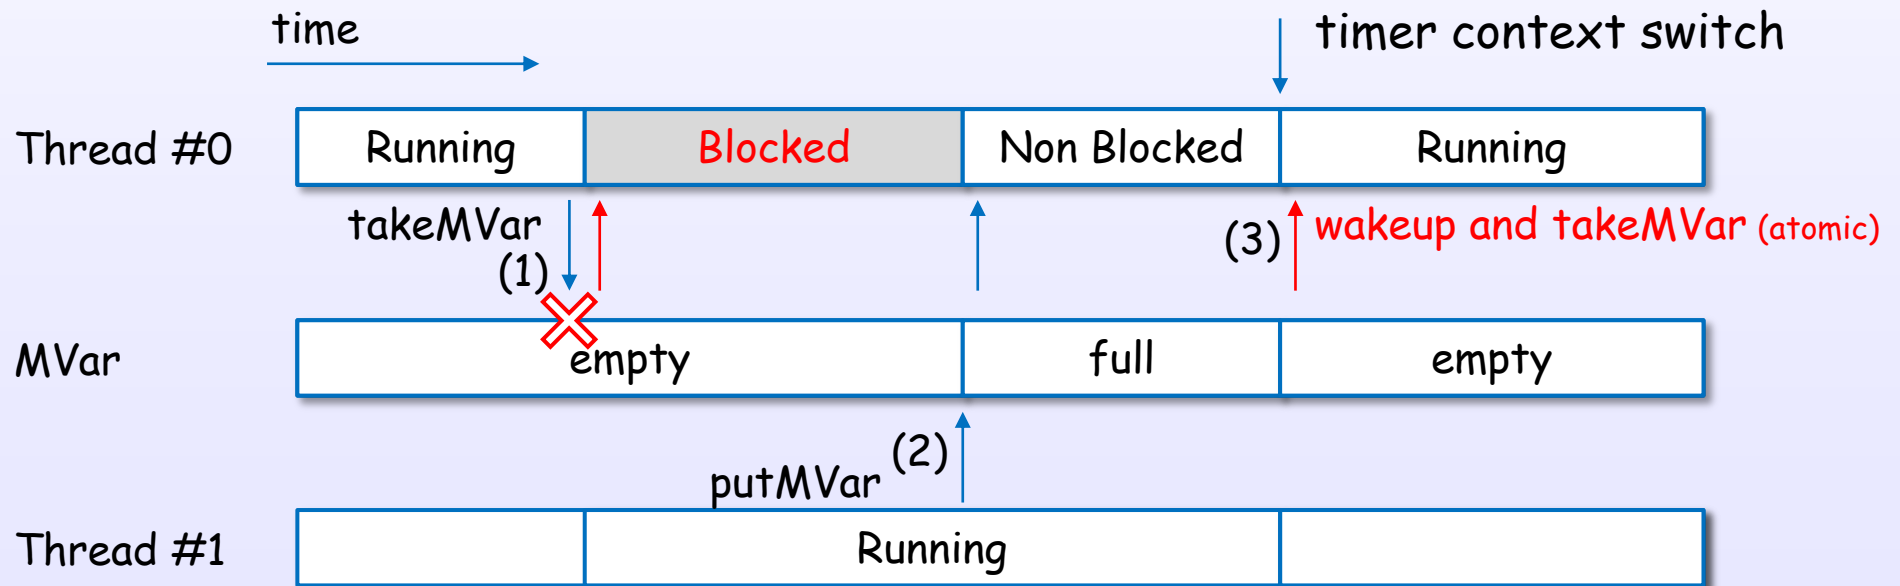 time
timer context switch
Thread #0
Running
Blocked
Non Blocked
Running
takeMVar
(1)
(3)
wakeup and takeMVar (atomic)
MVar
empty
full
empty
(2)
putMVar
Thread #1
Running